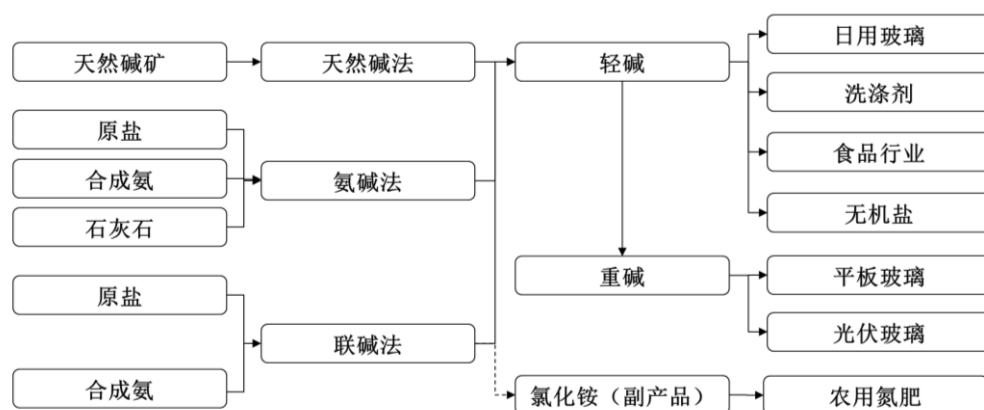 天然碱矿
天然碱法
轻碱
日用玻璃
洗涤剂
食品行业
无机盐
原盐
合成氨
石灰石
氨碱法
重碱
平板玻璃
光伏玻璃
原盐
合成氨
联碱法
氯化铵（副产品）
农用氮肥